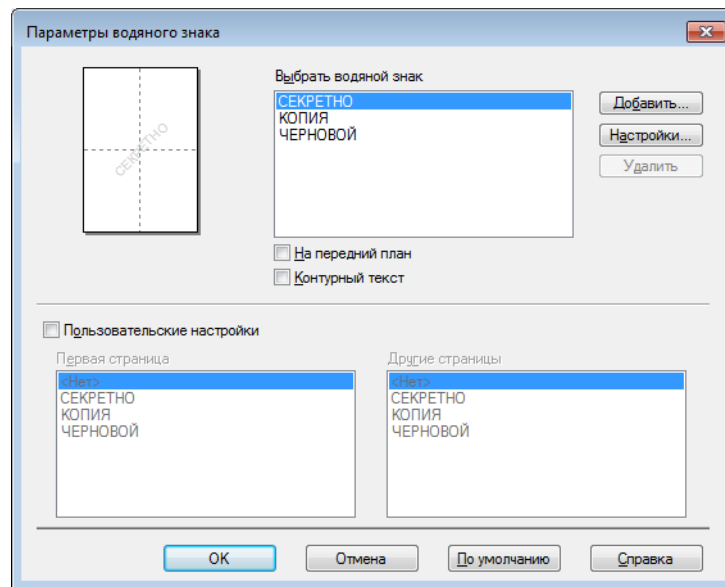 Параметры водяного знака
Выбрать водяной знак
СЕКРЕТНО
КОПИЯ
ЧЕРНОВОЙ
СЕКРЕТНО
Добавить...
Настройки...
Удалить
На передний план
Контурный текст
Пользовательские настройки
Первая страница
<Нет>
СЕКРЕТНО
КОПИЯ
ЧЕРНОВОЙ
Другие страницы
<Нет>
СЕКРЕТНО
КОПИЯ
ЧЕРНОВОЙ
OK
Отмена
По умолчанию
Справка